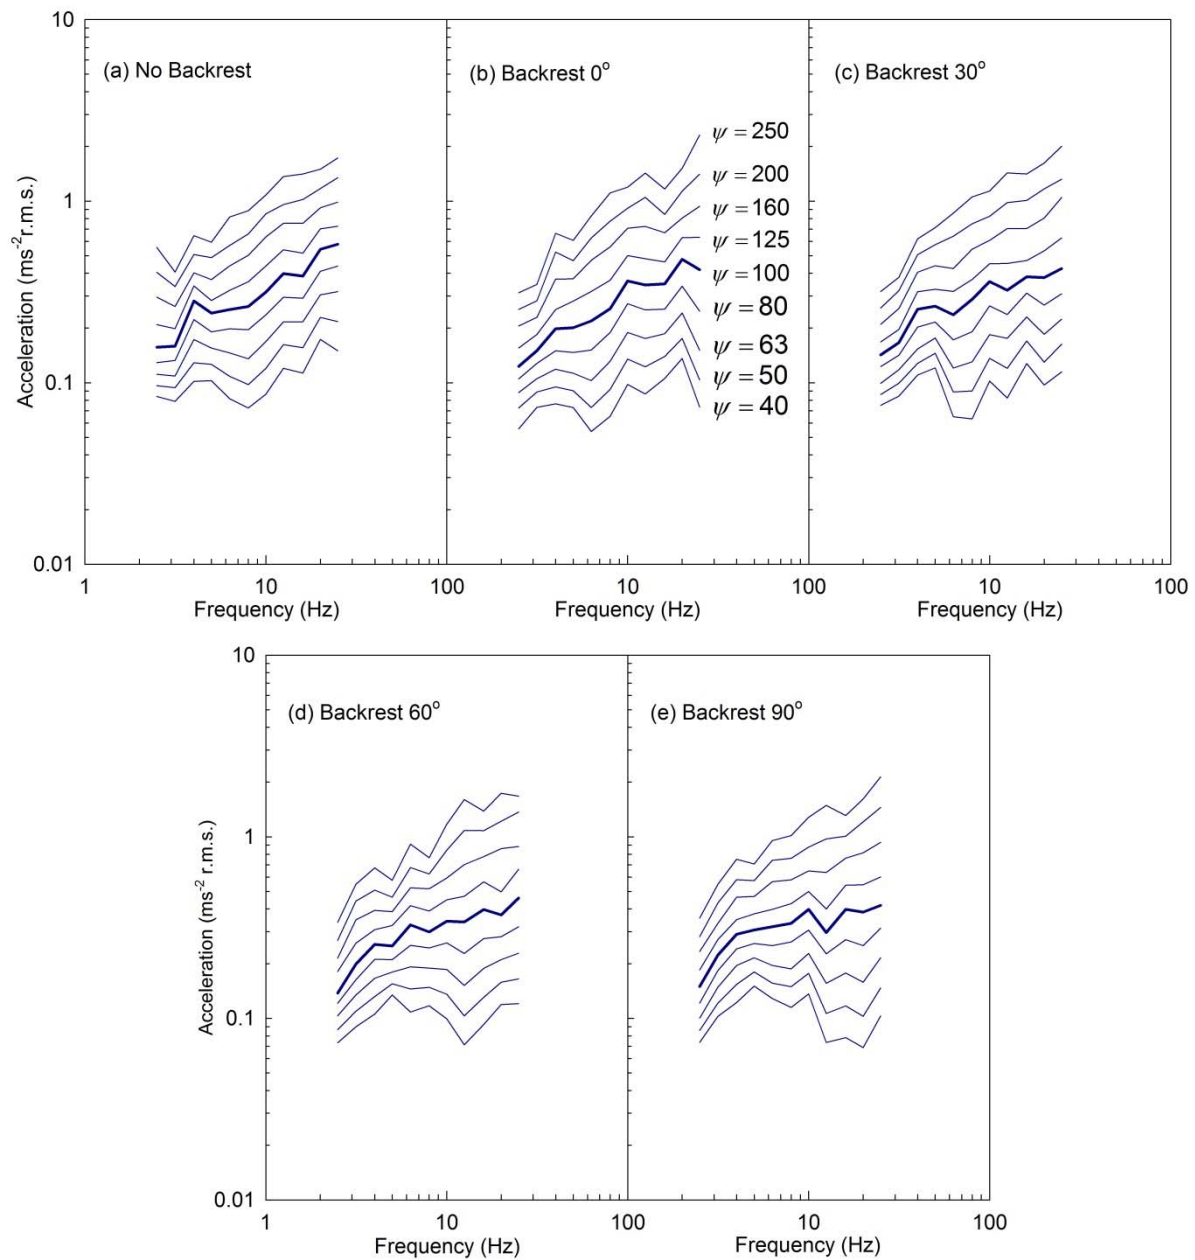 10
(a) No Backrest
(b) Backrest 0°
(c) Backrest 30°
ψ = 250
ψ = 200
ψ = 160
ψ = 125
ψ = 100
ψ = 80
ψ = 63
ψ = 50
ψ = 40
1
0.1
0.01
Acceleration (ms⁻² r.m.s.)
1
10
100
10
100
10
100
Frequency (Hz)
Frequency (Hz)
Frequency (Hz)
10
(d) Backrest 60°
(e) Backrest 90°
1
0.1
0.01
Acceleration (ms⁻² r.m.s.)
1
10
100
10
100
Frequency (Hz)
Frequency (Hz)